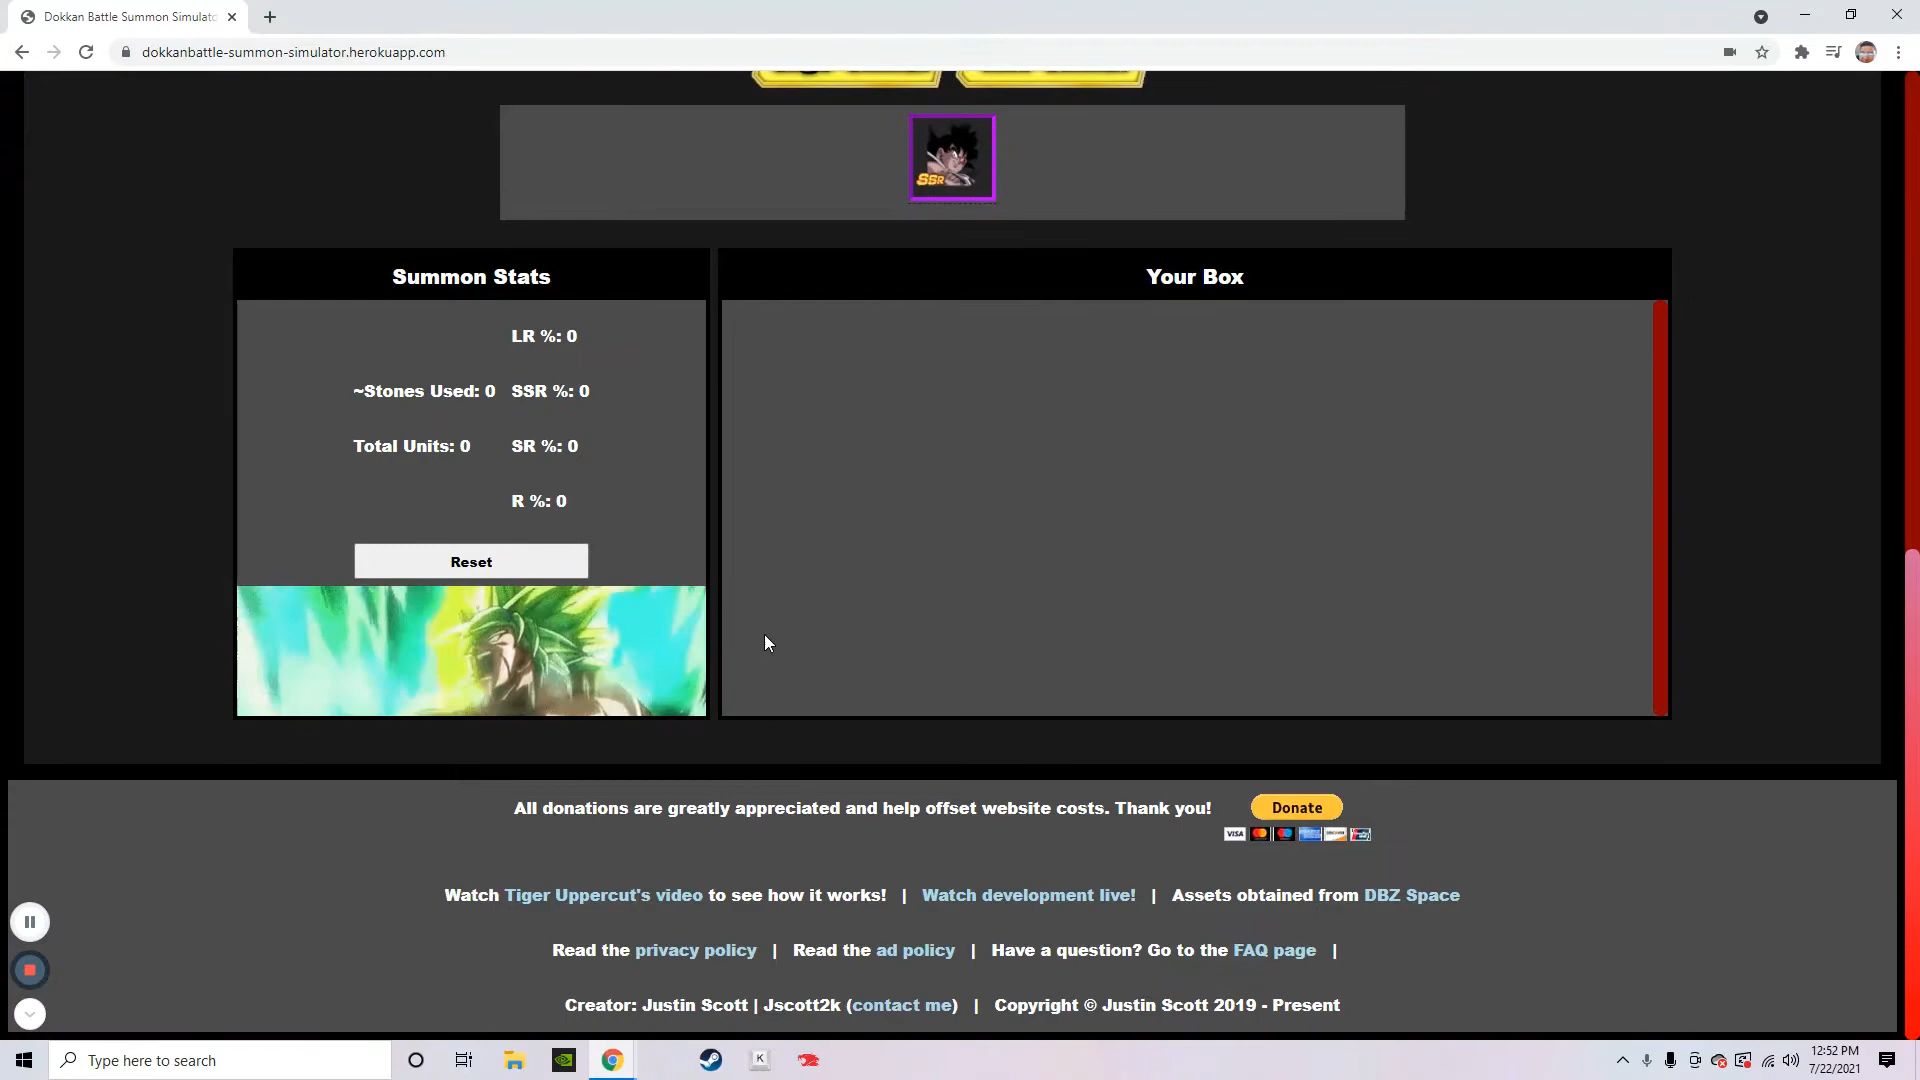 Dokkan Battle Summon Simulato
dokkanbattle-summon-simulator.herokuapp.com
SSR
Summon Stats
Your Box
LR %: 0
~Stones Used: 0 SSR %: 0
Total Units: 0 SR %: 0
R %: 0
Reset
All donations are greatly appreciated and help offset website costs. Thank you!
Donate
VISA
Watch Tiger Uppercut's video to see how it works! | Watch development live! | Assets obtained from DBZ Space
Read the privacy policy | Read the ad policy | Have a question? Go to the FAQ page |
Creator: Justin Scott | Jscott2k (contact me) | Copyright © Justin Scott 2019 - Present
Type here to search
K
12:52 PM
7/22/2021